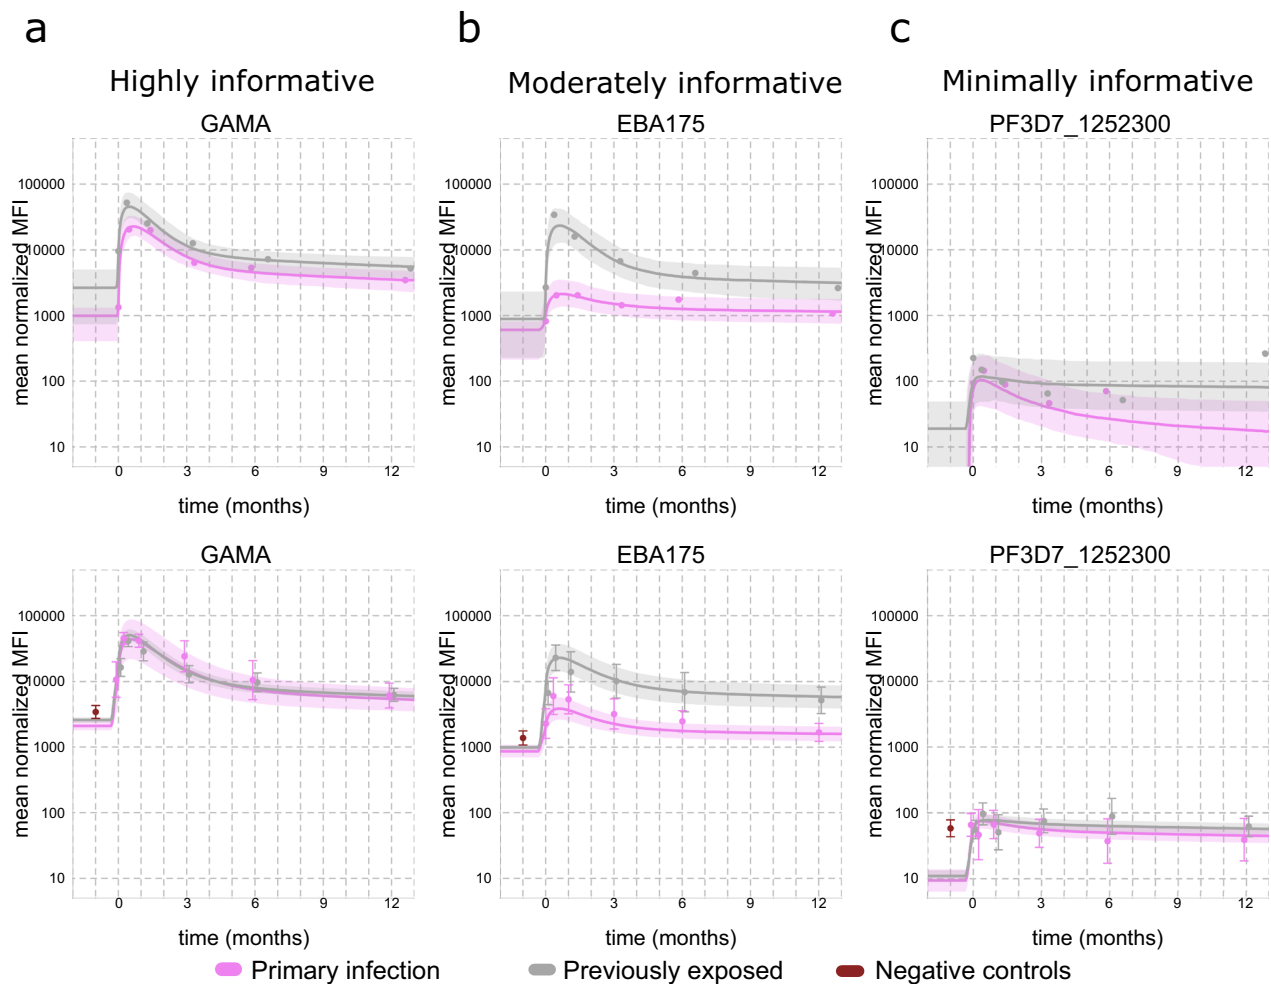 a
b
c
Highly informative
Moderately informative
Minimally informative
GAMA
EBA175
PF3D7_1252300
mean normalized MFI
100000
10000
1000
100
10
0
3
6
9
12
time (months)
mean normalized MFI
100000
10000
1000
100
10
0
3
6
9
12
time (months)
mean normalized MFI
100000
10000
1000
100
10
0
3
6
9
12
time (months)
GAMA
EBA175
PF3D7_1252300
mean normalized MFI
100000
10000
1000
100
10
0
3
6
9
12
time (months)
mean normalized MFI
100000
10000
1000
100
10
0
3
6
9
12
time (months)
mean normalized MFI
100000
10000
1000
100
10
0
3
6
9
12
time (months)
Primary infection
Previously exposed
Negative controls